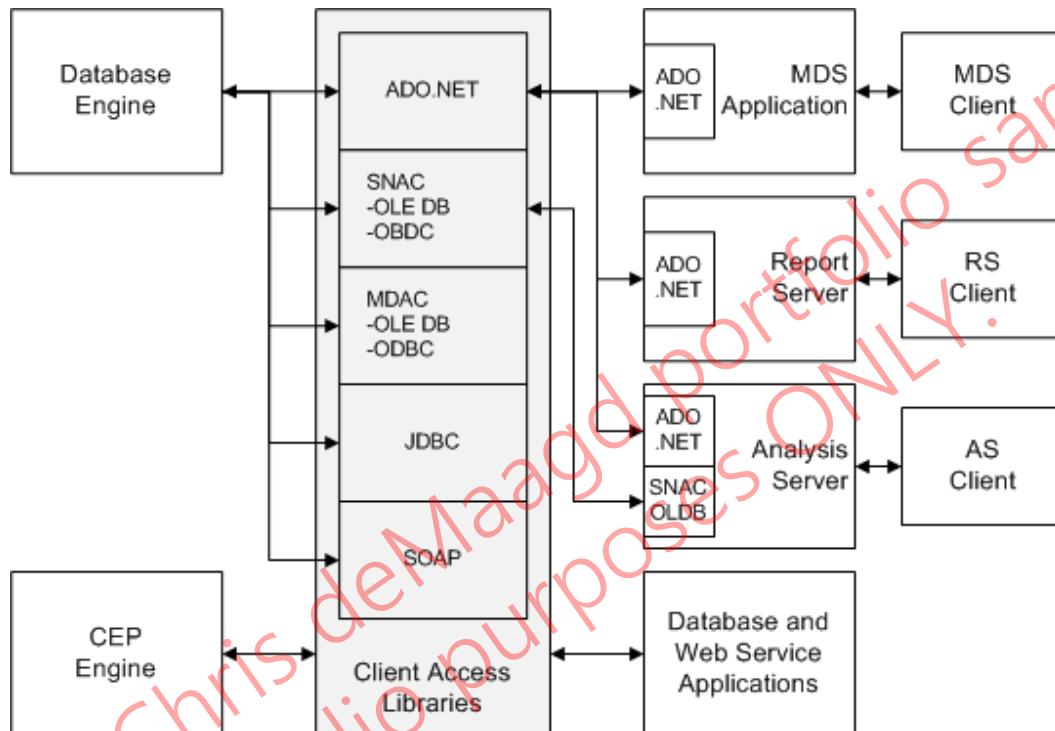 Database
Engine
ADO.NET
SNAC
-OLE DB
-OBDC
MDAC
-OLE DB
-ODBC
JDBC
SOAP
Client Access
Libraries
CEP
Engine
ADO
.NET
MDS
Application
MDS
Client
ADO
.NET
Report
Server
RS
Client
ADO
.NET
SNAC
OLDB
Analysis
Server
AS
Client
Database and
Web Service
Applications
Chris deMaagd portfolio
purposes ONLY.